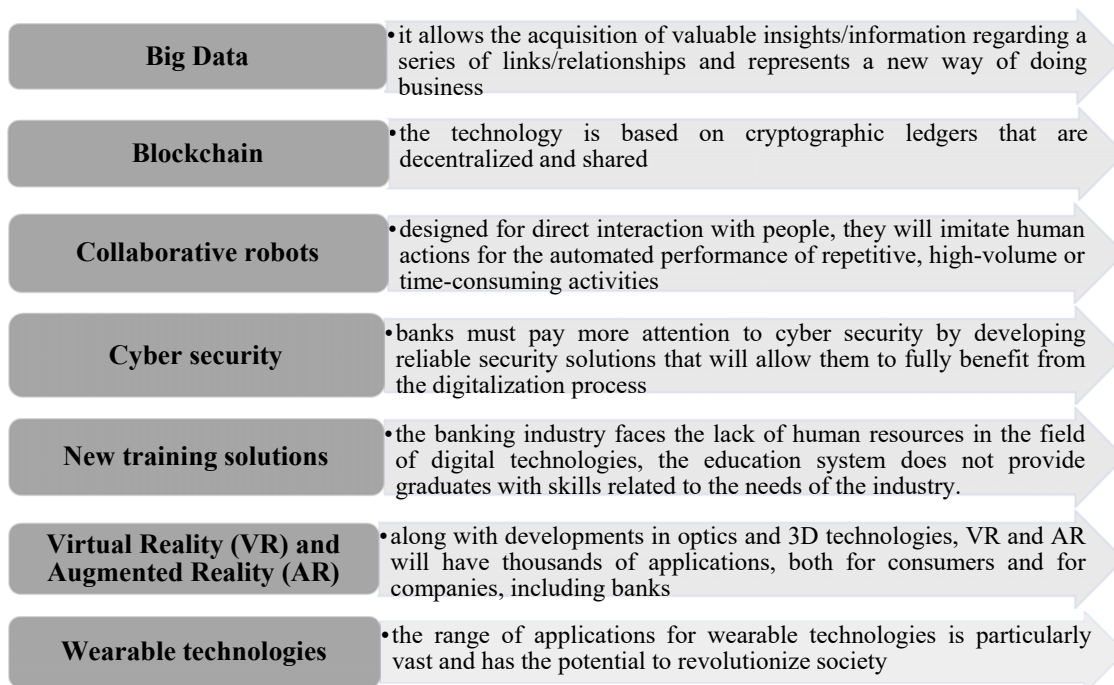 Big Data
•it allows the acquisition of valuable insights/information regarding a
series of links/relationships and represents a new way of doing
business
Blockchain
•the technology is based on cryptographic ledgers that are
decentralized and shared
Collaborative robots
•designed for direct interaction with people, they will imitate human
actions for the automated performance of repetitive, high-volume or
time-consuming activities
Cyber security
•banks must pay more attention to cyber security by developing
reliable security solutions that will allow them to fully benefit from
the digitalization process
New training solutions
•the banking industry faces the lack of human resources in the field
of digital technologies, the education system does not provide
graduates with skills related to the needs of the industry.
Virtual Reality (VR) and
Augmented Reality (AR)
•along with developments in optics and 3D technologies, VR and AR
will have thousands of applications, both for consumers and for
companies, including banks
Wearable technologies
•the range of applications for wearable technologies is particularly
vast and has the potential to revolutionize society